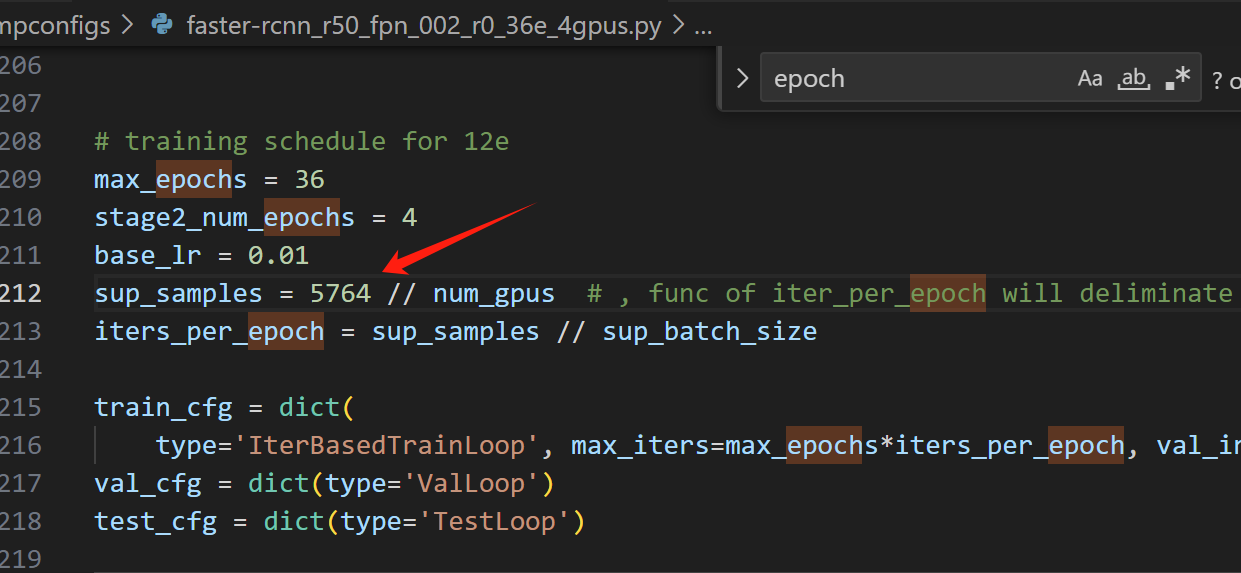 mpconfigs > faster-rcnn_r50_fpn_002_r0_36e_4gpus.py > ...
epoch Aa ab .* ? o
206
207
208 # training schedule for 12e
209 max_epochs = 36
210 stage2_num_epochs = 4
211 base_lr = 0.01
212 sup_samples = 5764 // num_gpus  # , func of iter_per_epoch will deliminate
213 iters_per_epoch = sup_samples // sup_batch_size
214
215 train_cfg = dict(
216     type='IterBasedTrainLoop', max_iters=max_epochs*iters_per_epoch, val_in
217 val_cfg = dict(type='ValLoop')
218 test_cfg = dict(type='TestLoop')
219